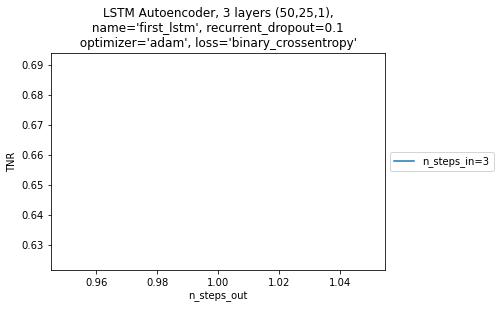 LSTM Autoencoder, 3 layers (50,25,1),
name='first_lstm', recurrent_dropout=0.1
optimizer='adam', loss='binary_crossentropy'
0.69
0.68
0.67
0.66
0.65
0.64
0.63
TNR
n_steps_in=3
0.96
0.98
1.00
1.02
1.04
n_steps_out